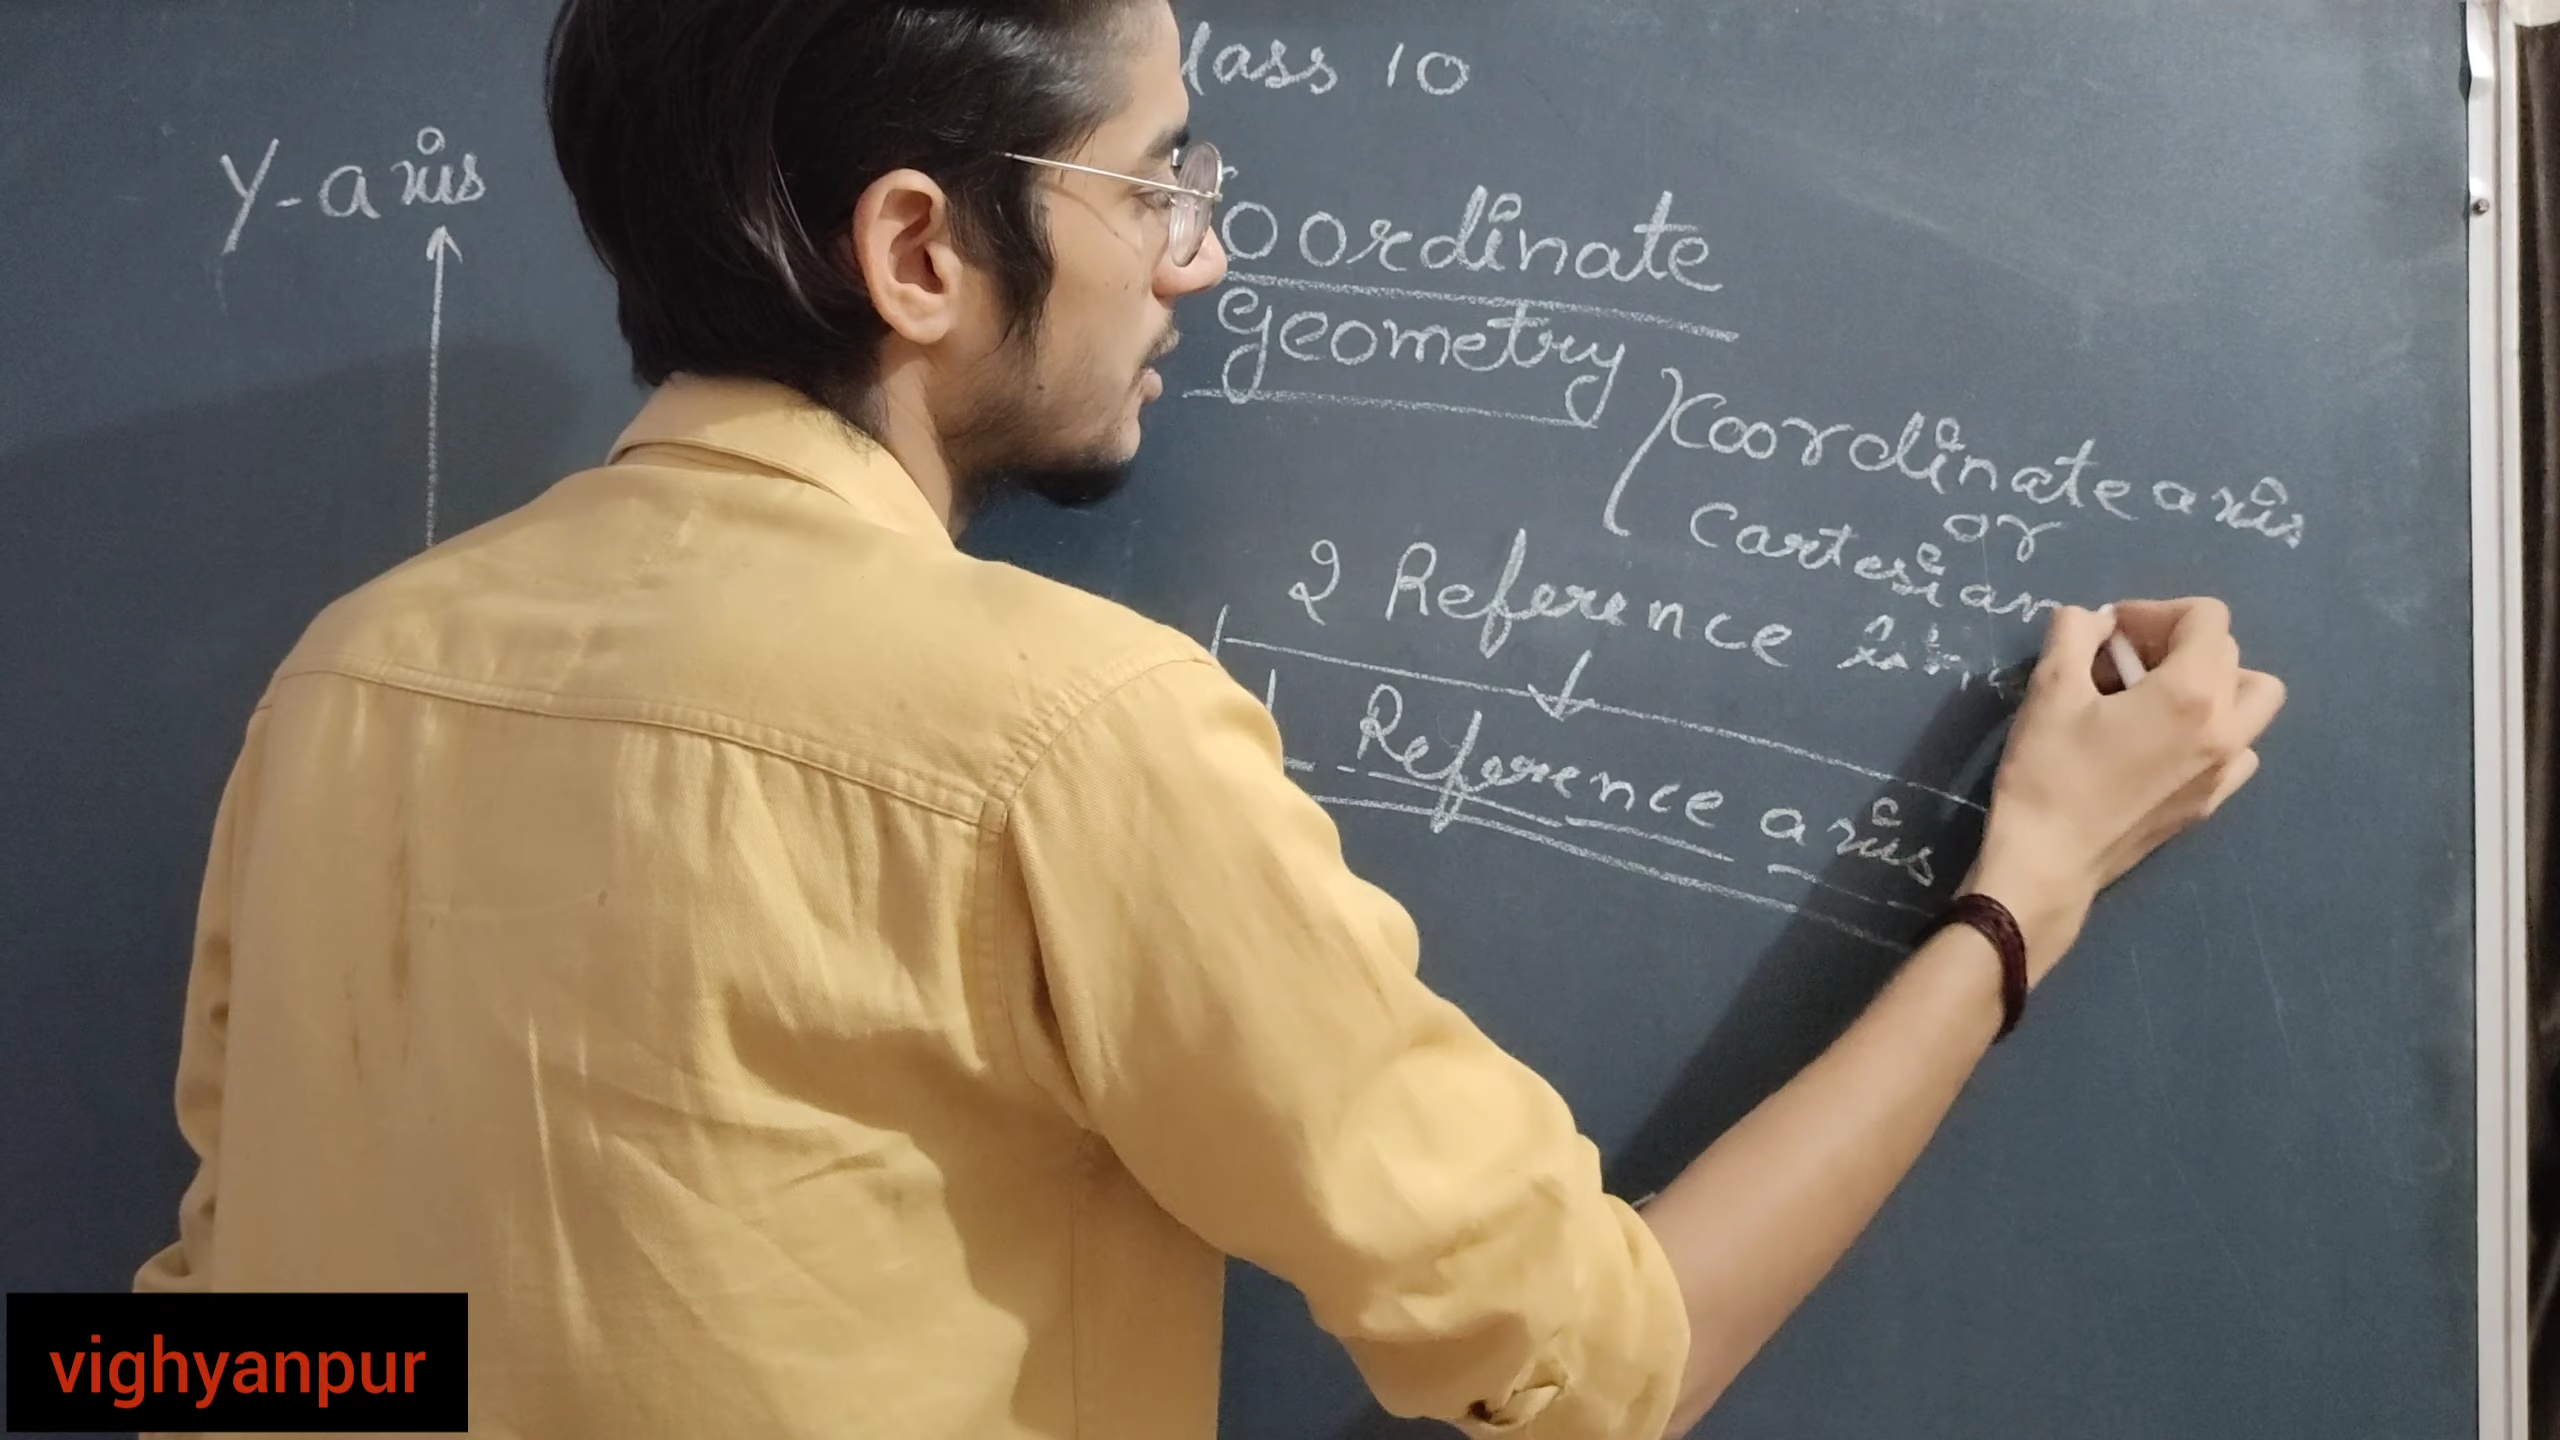 lass 10
Y-axis
oordinate
geometry
Coordinate axis
or
Cartesian
2 Reference
Reference axis
vighyanpur